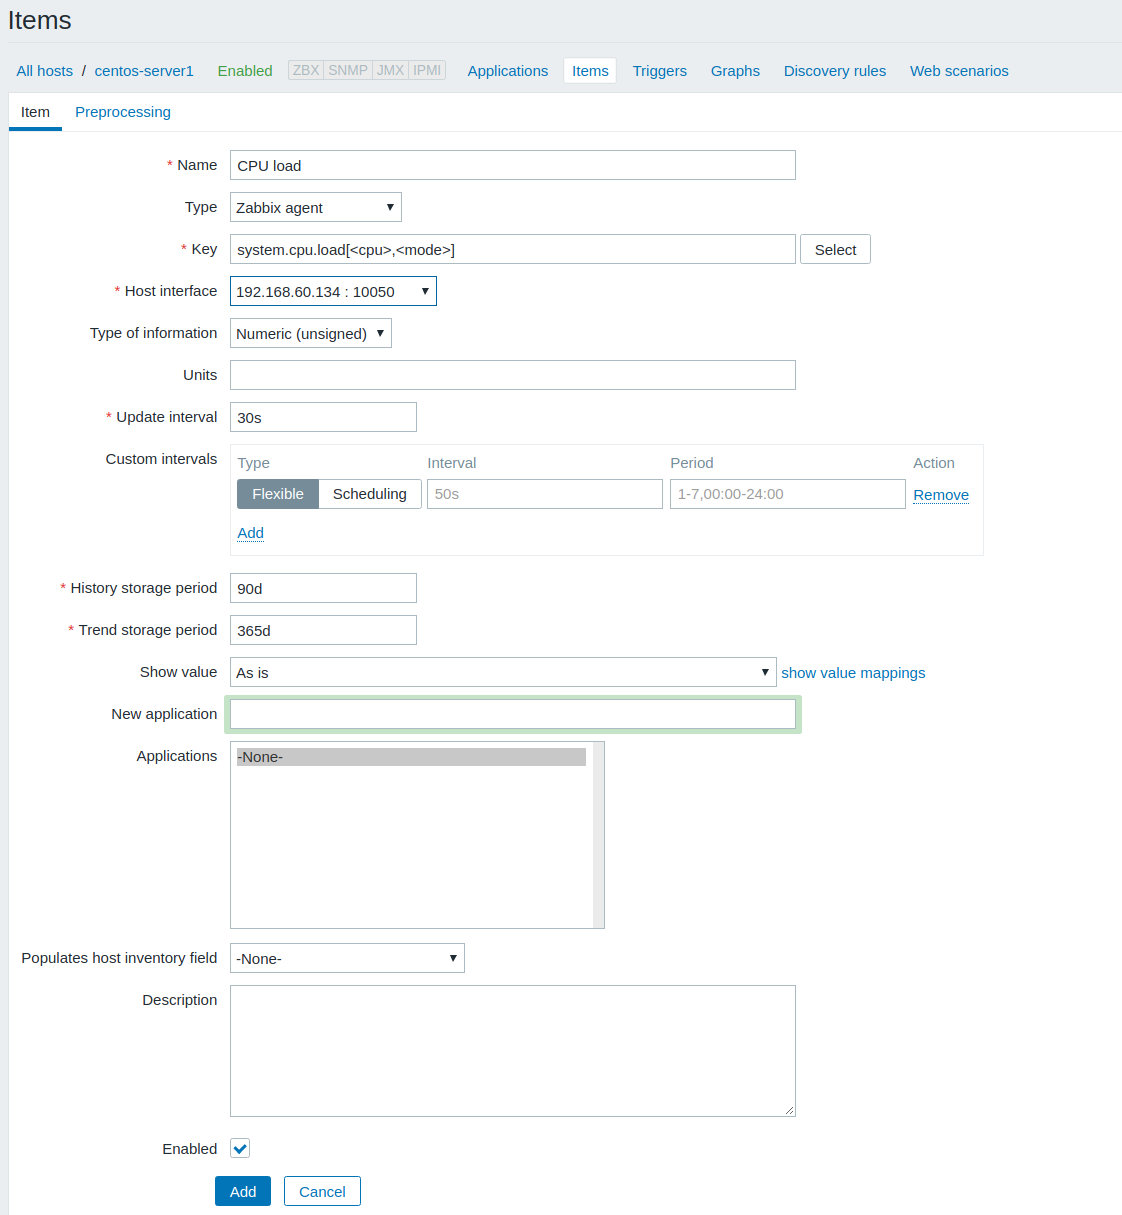 Items
All hosts / centos-server1 Enabled ZBX SNMP JMX IPMI Applications Items Triggers Graphs Discovery rules Web scenarios
Item Preprocessing
* Name CPU load
Type Zabbix agent
* Key system.cpu.load[<cpu>,<mode>] Select
* Host interface 192.168.60.134 : 10050
Type of information Numeric (unsigned)
Units
* Update interval 30s
Custom intervals Type Interval Period Action
Flexible Scheduling 50s 1-7,00:00-24:00 Remove
Add
* History storage period 90d
* Trend storage period 365d
Show value As is show value mappings
New application
Applications -None-
Populates host inventory field -None-
Description
Enabled
Add Cancel